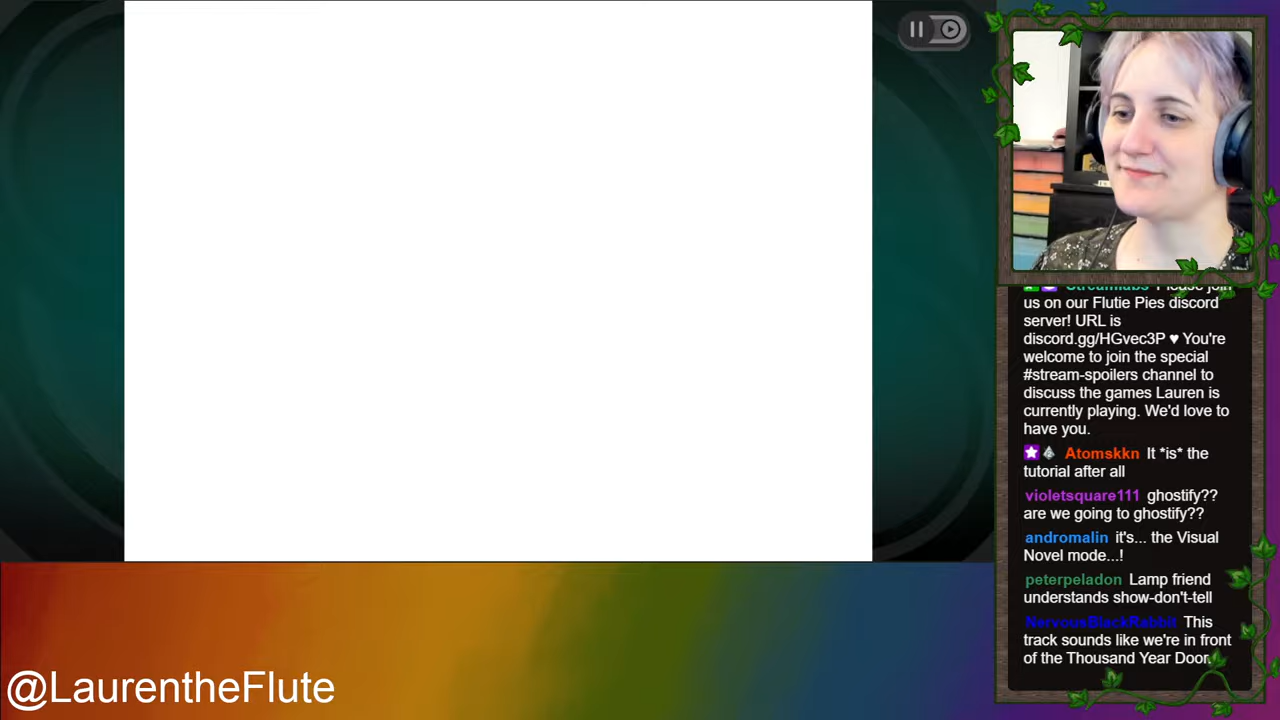 Streamlabs Please join
us on our Flutie Pies discord
server! URL is
discord.gg/HGvec3P ♥ You're
welcome to join the special
#stream-spoilers channel to
discuss the games Lauren is
currently playing. We'd love to
have you.
Atomskkn It *is* the
tutorial after all
violetsquare111 ghostify??
are we going to ghostify??
andromalin it's... the Visual
Novel mode...!
peterpeladon Lamp friend
understands show-don't-tell
NervousBlackRabbit This
track sounds like we're in front
of the Thousand Year Door.
@LaurentheFlute